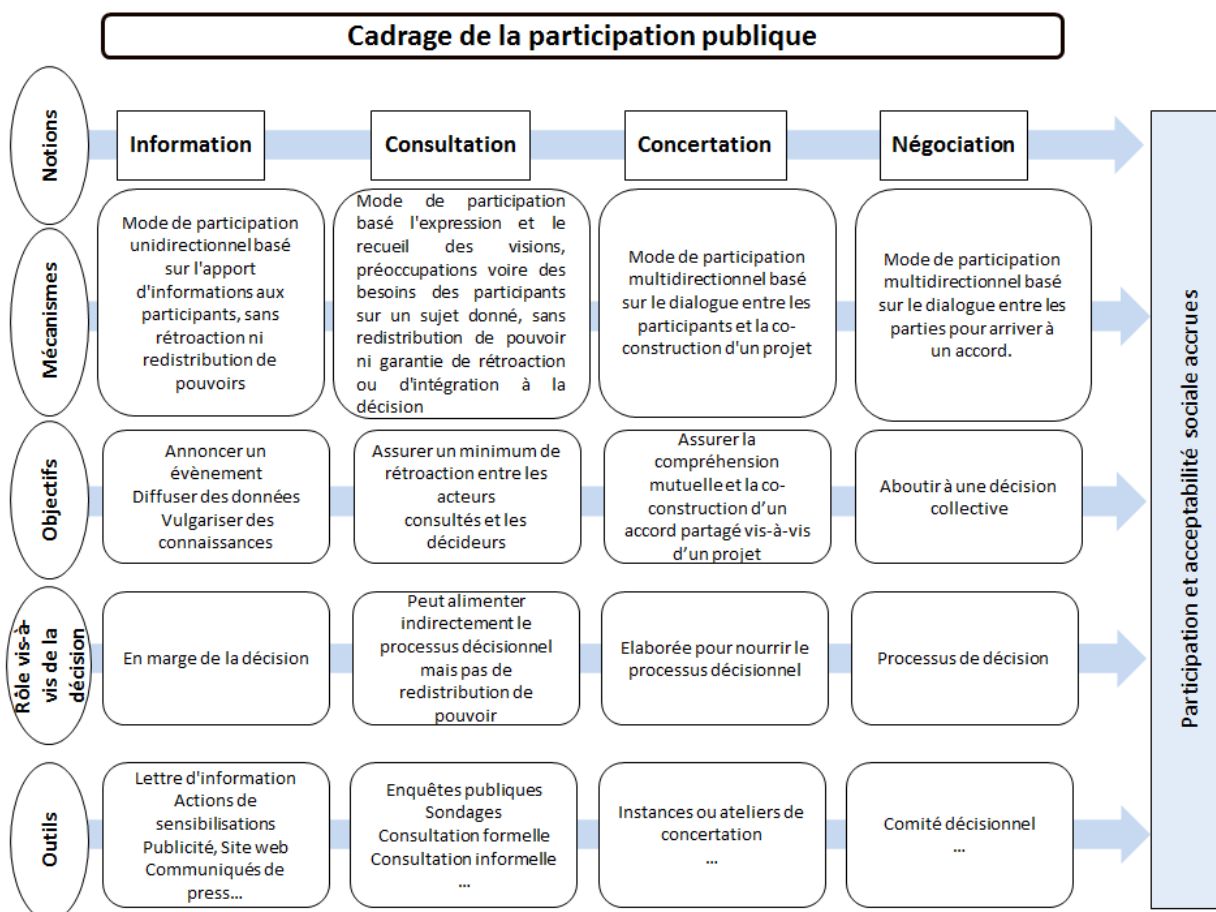 Cadrage de la participation publique
Notions
Information
Consultation
Concertation
Négociation
Mécanismes
Mode de participation
unidirectionnel basé
sur l'apport
d'informations aux
participants, sans
rétroaction ni
redistribution de
pouvoirs
Mode de participation
basé l'expression et le
recueil des visions,
préoccupations voire des
besoins des participants
sur un sujet donné, sans
redistribution de pouvoir
ni garantie de rétroaction
ou d'intégration à la
décision
Mode de participation
multidirectionnel basé
sur le dialogue entre les
participants et la co-
construction d'un projet
Mode de participation
multidirectionnel basé
sur le dialogue entre les
parties pour arriver à
un accord.
Objectifs
Annoncer un
évènement
Diffuser des données
Vulgariser des
connaissances
Assurer un minimum de
rétroaction entre les
acteurs
consultés et les
décideurs
Assurer la
compréhension
mutuelle et la co-
construction d’un
accord partagé vis-à-vis
d’un projet
Aboutir à une décision
collective
Rôle vis-à-
vis de la
décision
En marge de la décision
Peut alimenter
indirectement le
processus décisionnel
mais pas de
redistribution de
pouvoir
Elaborée pour nourrir le
processus décisionnel
Processus de décision
Outils
Lettre d'information
Actions de
sensibilisations
Publicité, Site web
Communiqués de
press...
Enquêtes publiques
Sondages
Consultation formelle
Consultation informelle
...
Instances ou ateliers de
concertation
...
Comité décisionnel
...
Participation et acceptabilité sociale accrues